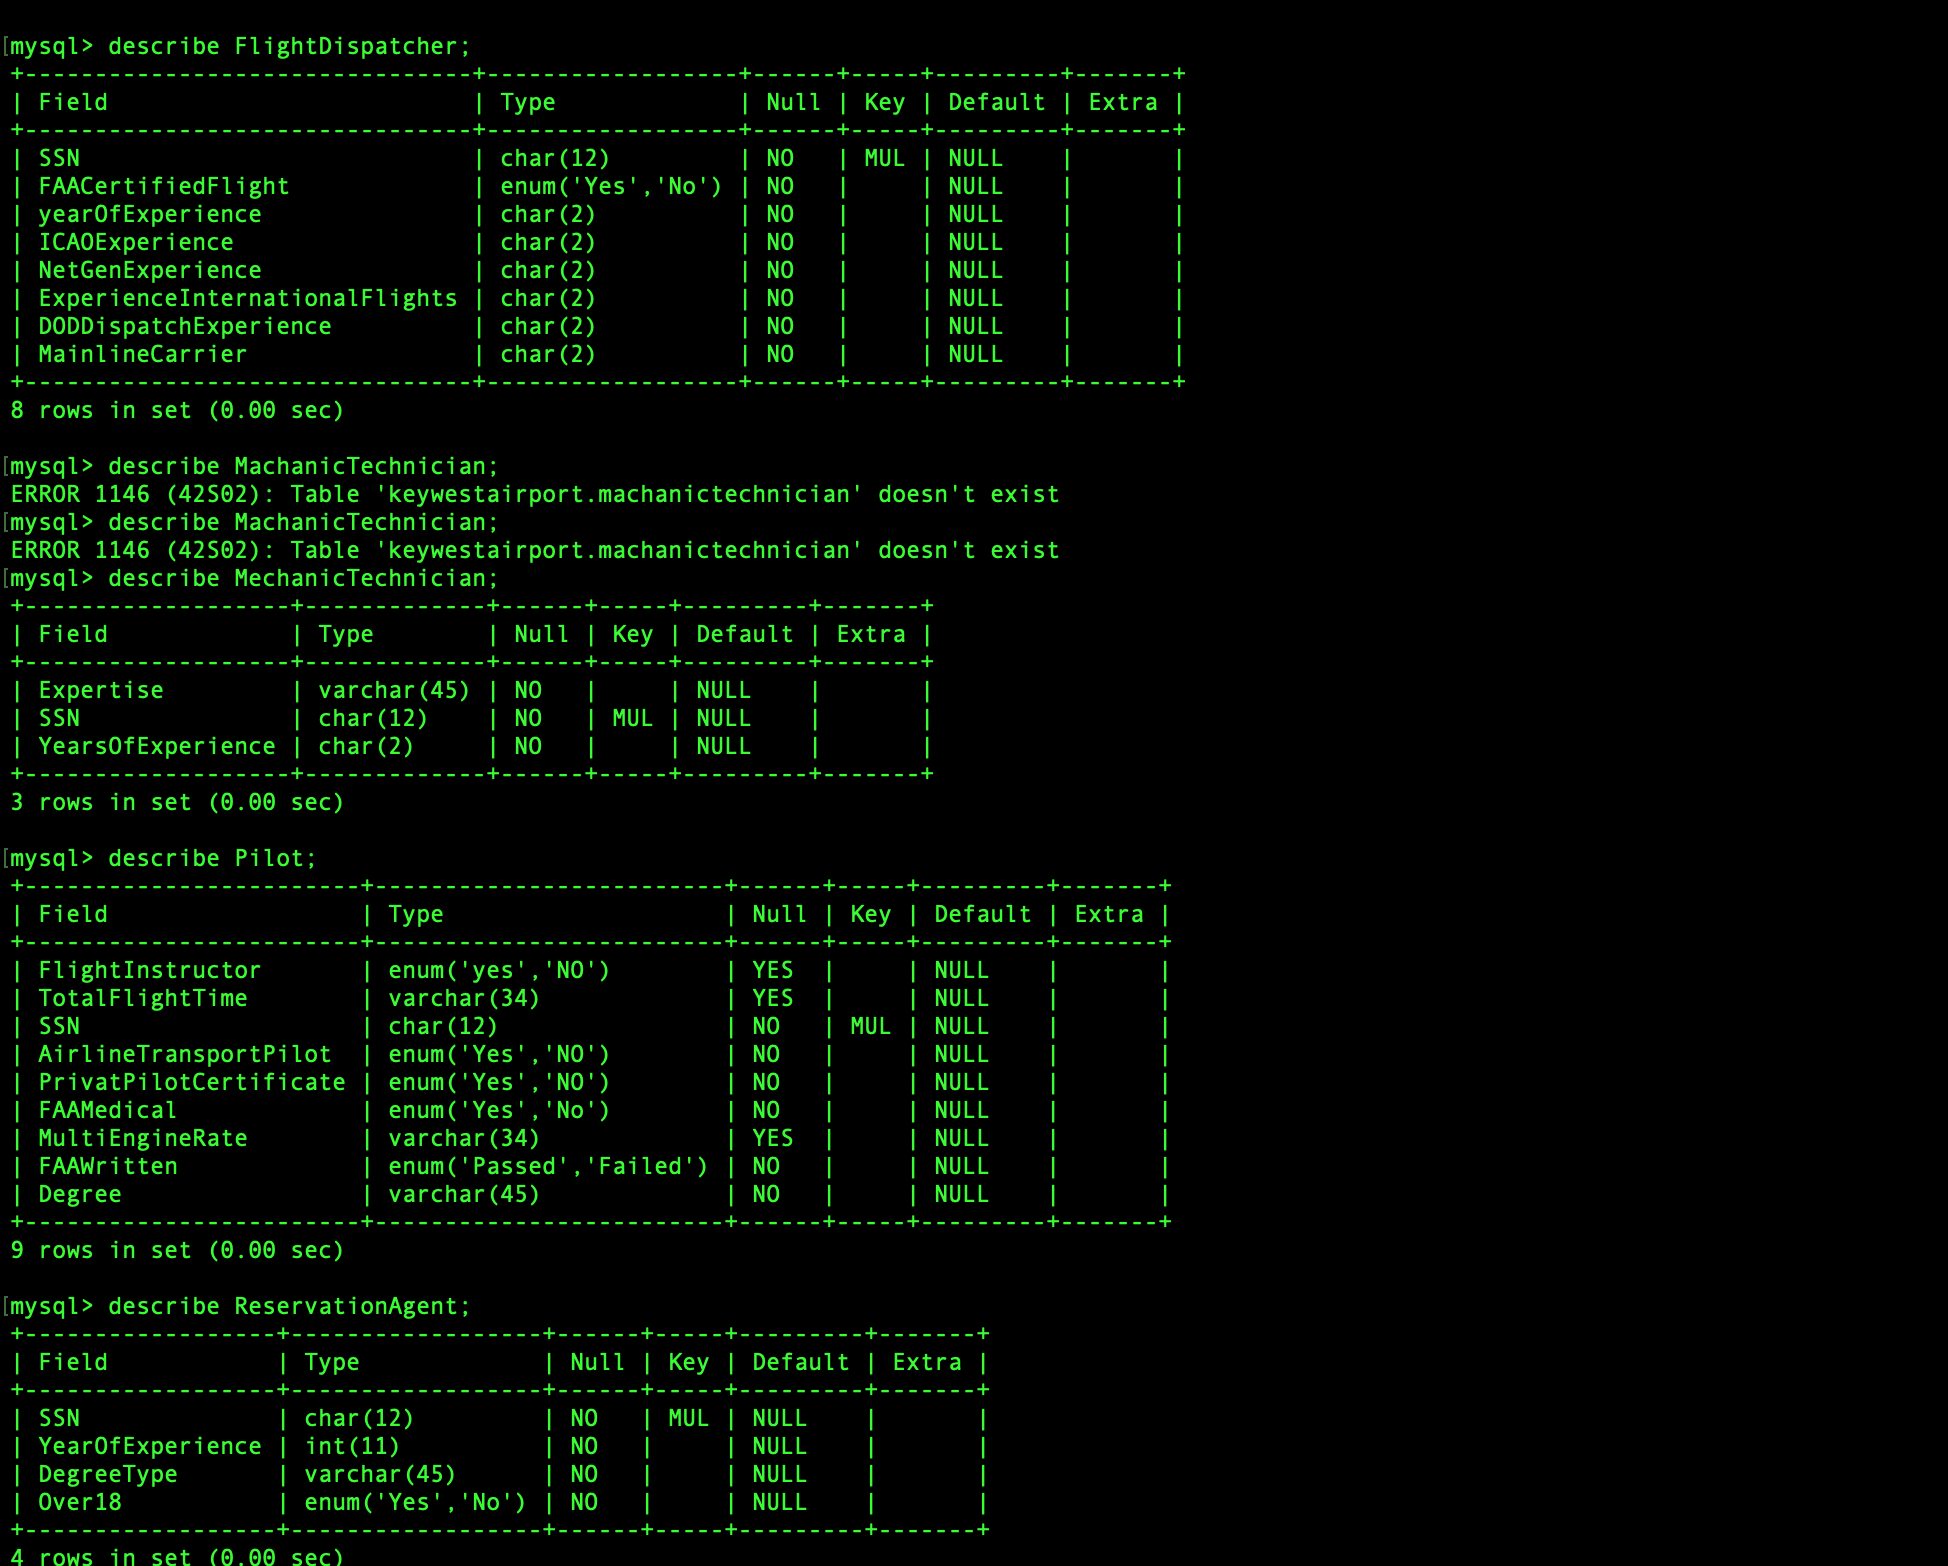 [mysql> describe FlightDispatcher;
+--------------------------------+------------------+------+-----+---------+-------+
| Field                          | Type             | Null | Key | Default | Extra |
+--------------------------------+------------------+------+-----+---------+-------+
| SSN                            | char(12)         | NO   | MUL | NULL    |       |
| FAACertifiedFlight             | enum('Yes','No') | NO   |     | NULL    |       |
| yearOfExperience               | char(2)          | NO   |     | NULL    |       |
| ICAOExperience                 | char(2)          | NO   |     | NULL    |       |
| NetGenExperience               | char(2)          | NO   |     | NULL    |       |
| ExperienceInternationalFlights | char(2)          | NO   |     | NULL    |       |
| DODDispatchExperience          | char(2)          | NO   |     | NULL    |       |
| MainlineCarrier                | char(2)          | NO   |     | NULL    |       |
+--------------------------------+------------------+------+-----+---------+-------+
8 rows in set (0.00 sec)

[mysql> describe MachanicTechnician;
ERROR 1146 (42S02): Table 'keywestairport.machanictechnician' doesn't exist
[mysql> describe MachanicTechnician;
ERROR 1146 (42S02): Table 'keywestairport.machanictechnician' doesn't exist
[mysql> describe MechanicTechnician;
+-------------------+-------------+------+-----+---------+-------+
| Field             | Type        | Null | Key | Default | Extra |
+-------------------+-------------+------+-----+---------+-------+
| Expertise         | varchar(45) | NO   |     | NULL    |       |
| SSN               | char(12)    | NO   | MUL | NULL    |       |
| YearsOfExperience | char(2)     | NO   |     | NULL    |       |
+-------------------+-------------+------+-----+---------+-------+
3 rows in set (0.00 sec)

[mysql> describe Pilot;
+------------------------+-------------------------+------+-----+---------+-------+
| Field                  | Type                    | Null | Key | Default | Extra |
+------------------------+-------------------------+------+-----+---------+-------+
| FlightInstructor       | enum('yes','NO')        | YES  |     | NULL    |       |
| TotalFlightTime        | varchar(34)             | YES  |     | NULL    |       |
| SSN                    | char(12)                | NO   | MUL | NULL    |       |
| AirlineTransportPilot  | enum('Yes','NO')        | NO   |     | NULL    |       |
| PrivatPilotCertificate | enum('Yes','NO')        | NO   |     | NULL    |       |
| FAAMedical             | enum('Yes','No')        | NO   |     | NULL    |       |
| MultiEngineRate        | varchar(34)             | YES  |     | NULL    |       |
| FAAWritten             | enum('Passed','Failed') | NO   |     | NULL    |       |
| Degree                 | varchar(45)             | NO   |     | NULL    |       |
+------------------------+-------------------------+------+-----+---------+-------+
9 rows in set (0.00 sec)

[mysql> describe ReservationAgent;
+------------------+------------------+------+-----+---------+-------+
| Field            | Type             | Null | Key | Default | Extra |
+------------------+------------------+------+-----+---------+-------+
| SSN              | char(12)         | NO   | MUL | NULL    |       |
| YearOfExperience | int(11)          | NO   |     | NULL    |       |
| DegreeType       | varchar(45)      | NO   |     | NULL    |       |
| Over18           | enum('Yes','No') | NO   |     | NULL    |       |
+------------------+------------------+------+-----+---------+-------+
4 rows in set (0.00 sec)